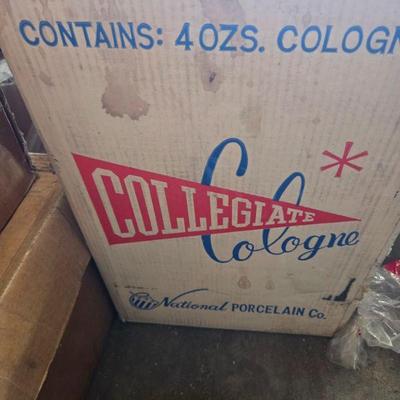 CONTAINS: 4 OZS. COLOGN
COLLEGIATE
Cologne *
National PORCELAIN Co.